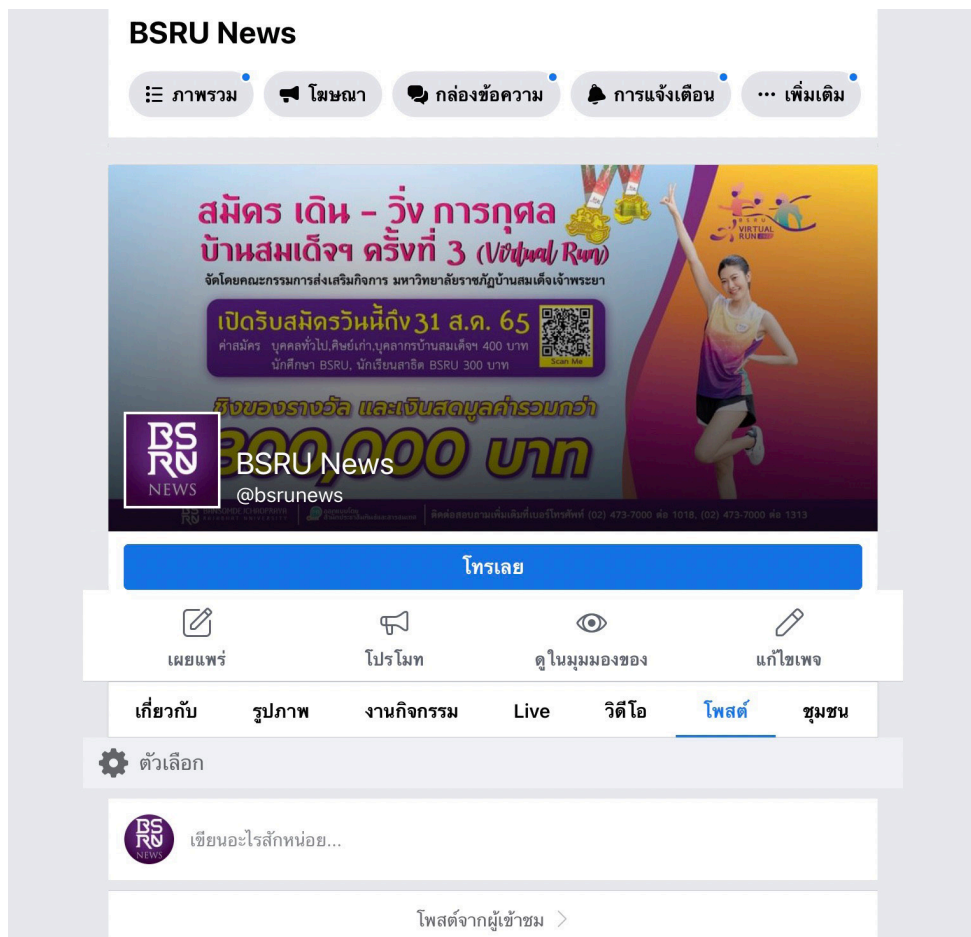 BSRU News
ภาพรวม โฆษณา กล่องข้อความ การแจ้งเตือน เพิ่มเติม
สมัคร เดิน - วิ่ง การกุศล
บ้านสมเด็จฯ ครั้งที่ 3 (Virtual Run)
จัดโดยคณะกรรมการส่งเสริมกิจการ มหาวิทยาลัยราชภัฏบ้านสมเด็จเจ้าพระยา
BSRU
VIRTUAL
RUN
เปิดรับสมัครวันนี้ถึง 31 ส.ค. 65
ค่าสมัคร บุคคลทั่วไป,ศิษย์เก่า,บุคลากรบ้านสมเด็จฯ 400 บาท
นักศึกษา BSRU, นักเรียนสาธิต BSRU 300 บาท
Scan Me
ชิงของรางวัล และเงินสดมูลค่ารวมกว่า
300,000 บาท
BS
RU
NEWS
BSRU News
@bsrunews
ติดต่อสอบถามเพิ่มเติมที่เบอร์โทรศัพท์ (02) 473-7000 ต่อ 1018, (02) 473-7000 ต่อ 1313
โทรเลย
เผยแพร่ โปรโมท ดูในมุมมองของ แก้ไขเพจ
เกี่ยวกับ รูปภาพ งานกิจกรรม Live วิดีโอ โพสต์ ชุมชน
ตัวเลือก
BS
RU
NEWS
เขียนอะไรสักหน่อย...
โพสต์จากผู้เข้าชม